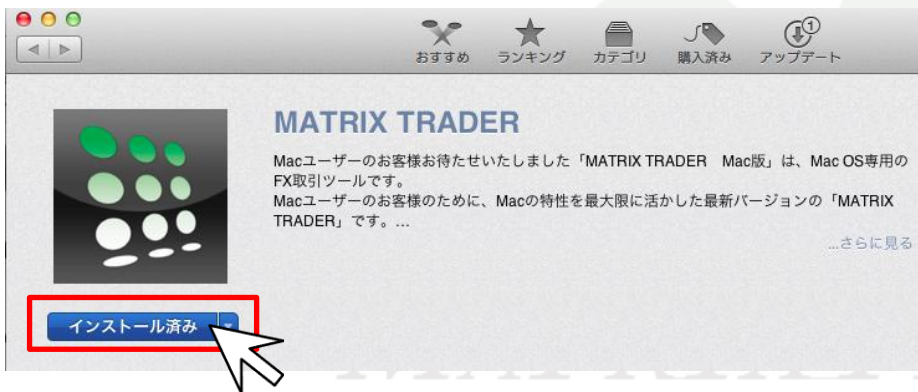 1
おすすめ ランキング カテゴリ 購入済み アップデート
MATRIX TRADER
Macユーザーのお客様お待たせいたしました「MATRIX TRADER　Mac版」は、Mac OS専用の
FX取引ツールです。
Macユーザーのお客様のために、Macの特性を最大限に活かした最新バージョンの「MATRIX
TRADER」です。...
...さらに見る
インストール済み